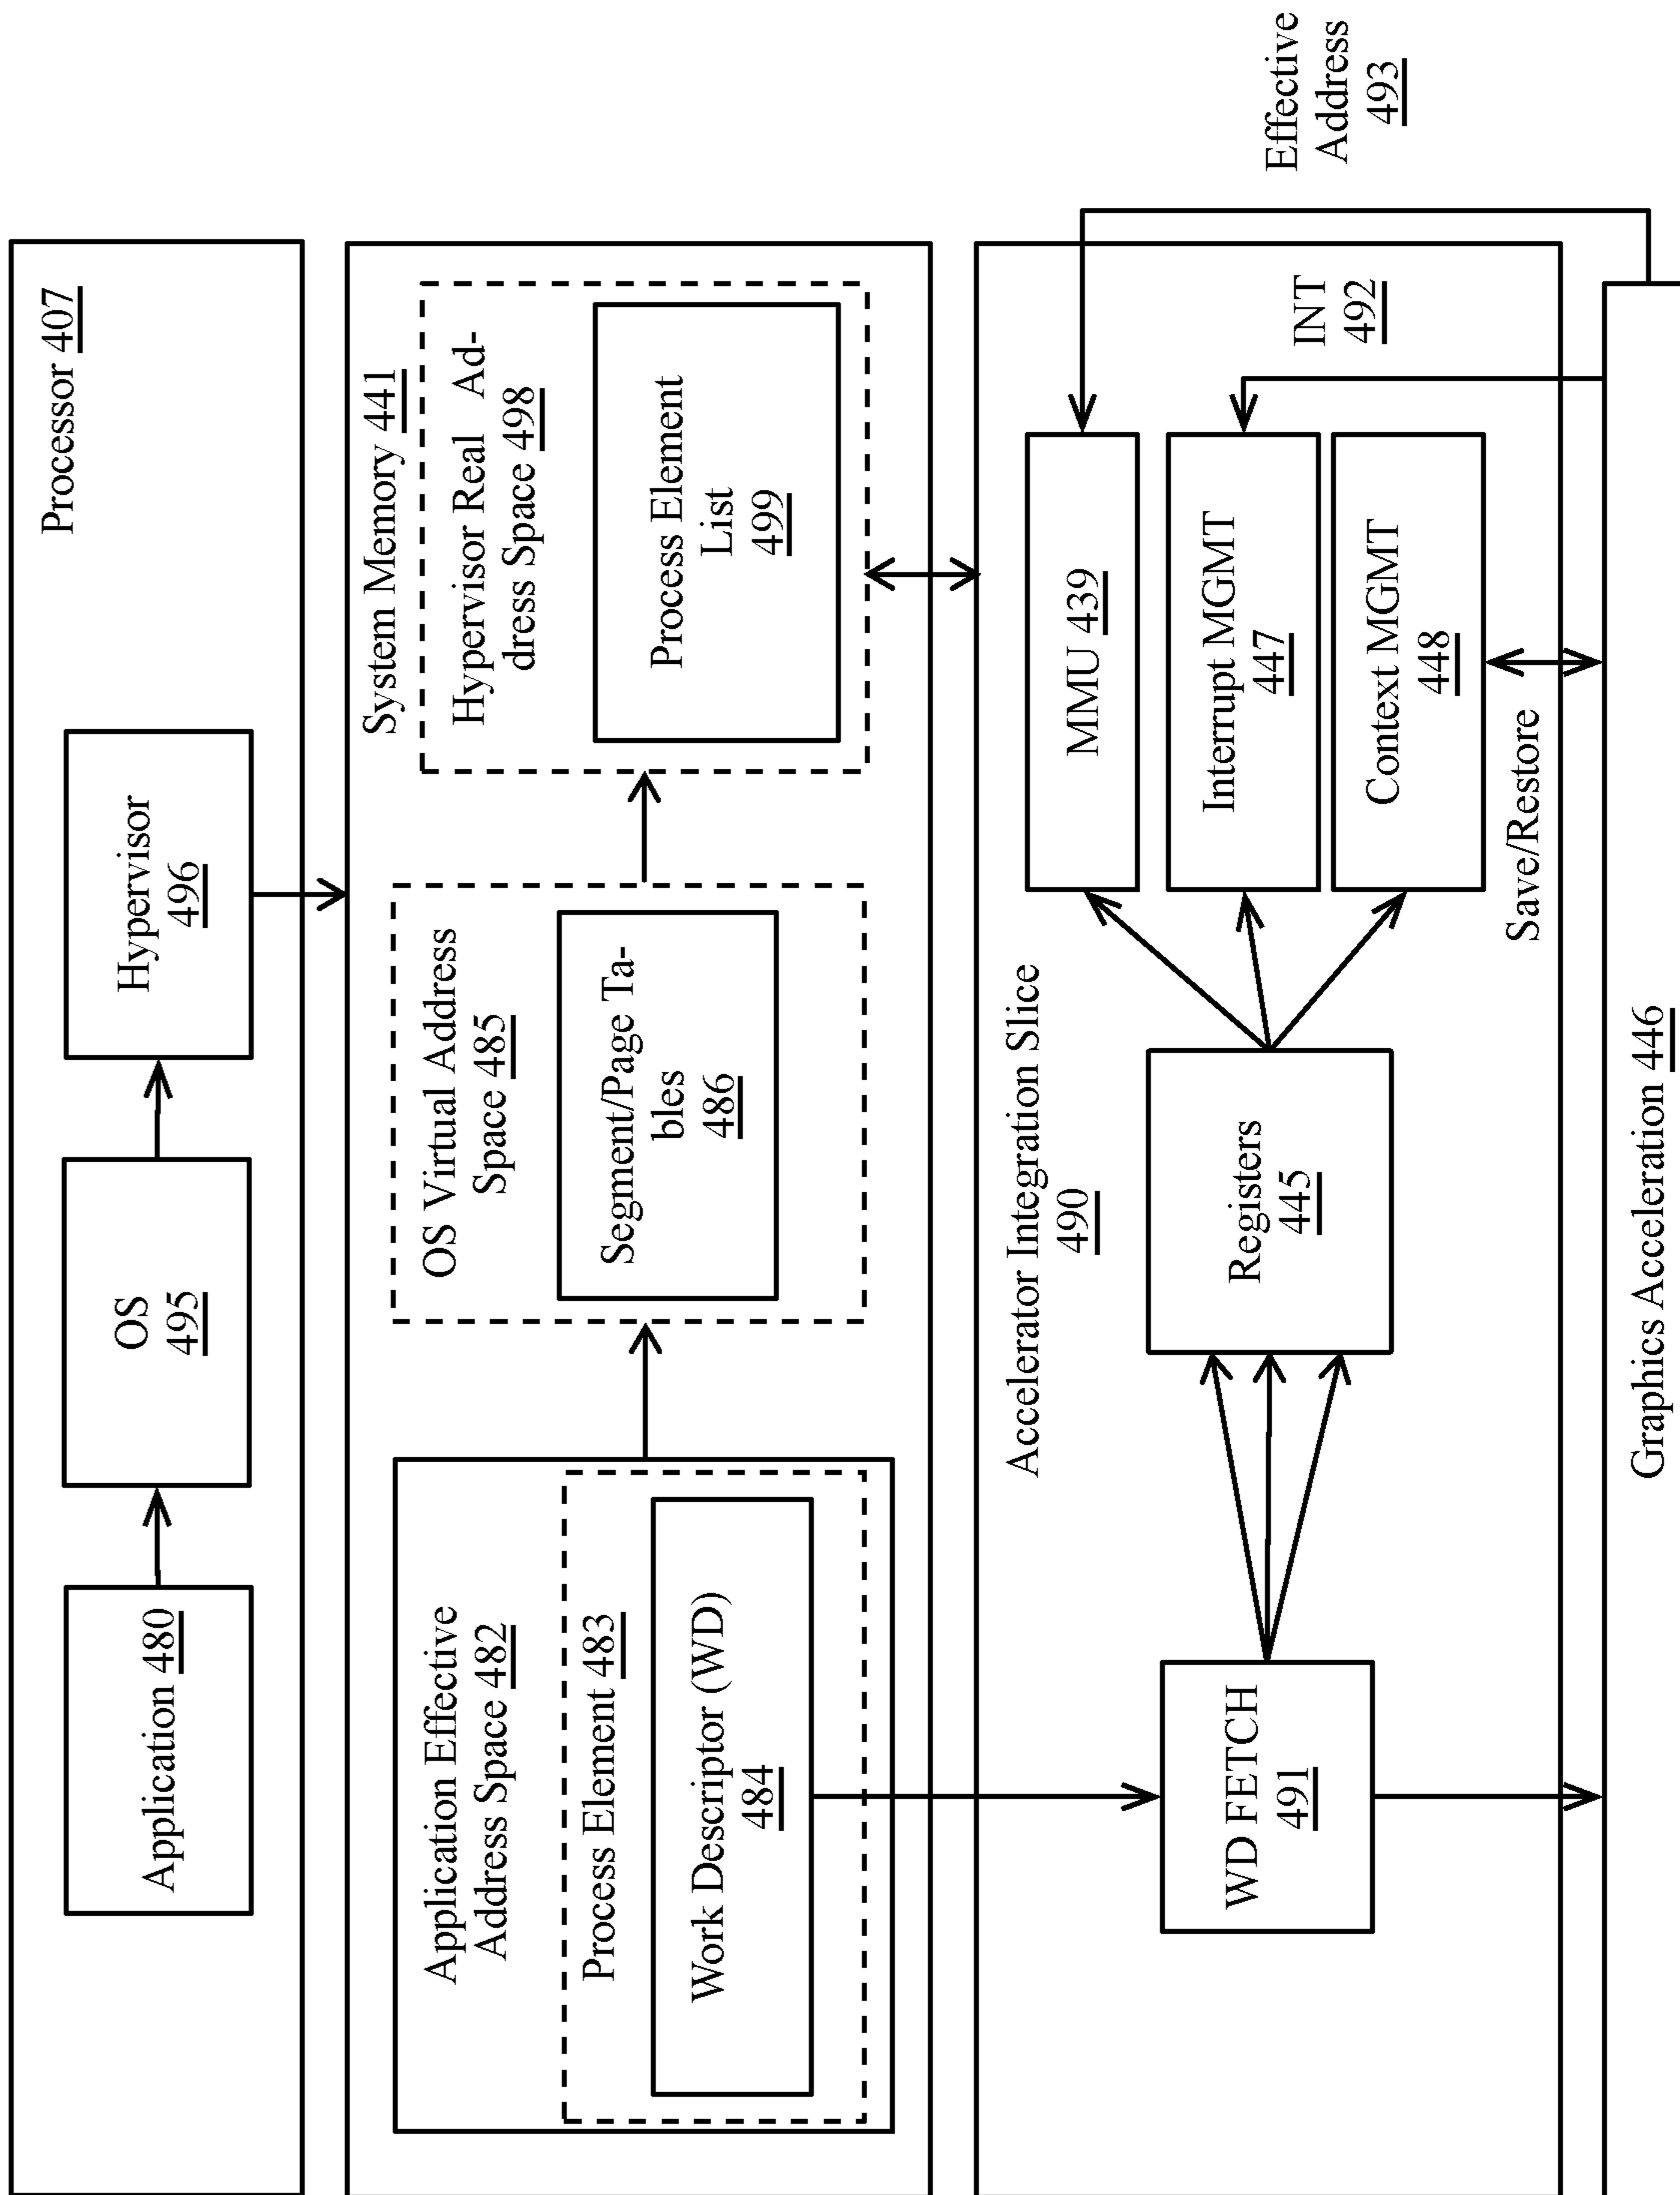 Processor 407
Application 480
OS
495
Hypervisor
496
System Memory 441
Application Effective
Address Space 482
Process Element 483
Work Descriptor (WD)
484
OS Virtual Address
Space 485
Segment/Page Ta-
bles
486
Hypervisor Real Ad-
dress Space 498
Process Element
List
499
Accelerator Integration Slice
490
WD FETCH
491
Registers
445
MMU 439
Interrupt MGMT
447
Context MGMT
448
INT
492
Effective
Address
493
Save/Restore
Graphics Acceleration 446